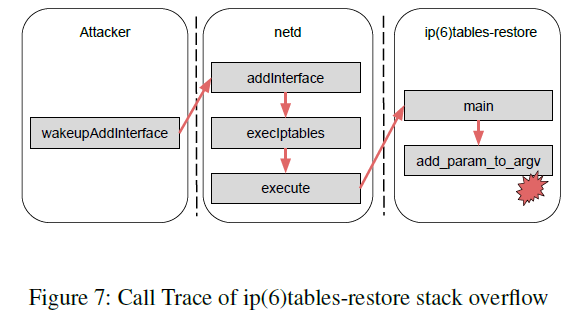 Attacker
netd
ip(6)tables-restore
addInterface
wakeupAddInterface
execIptables
execute
main
add_param_to_argv
Figure 7: Call Trace of ip(6)tables-restore stack overflow